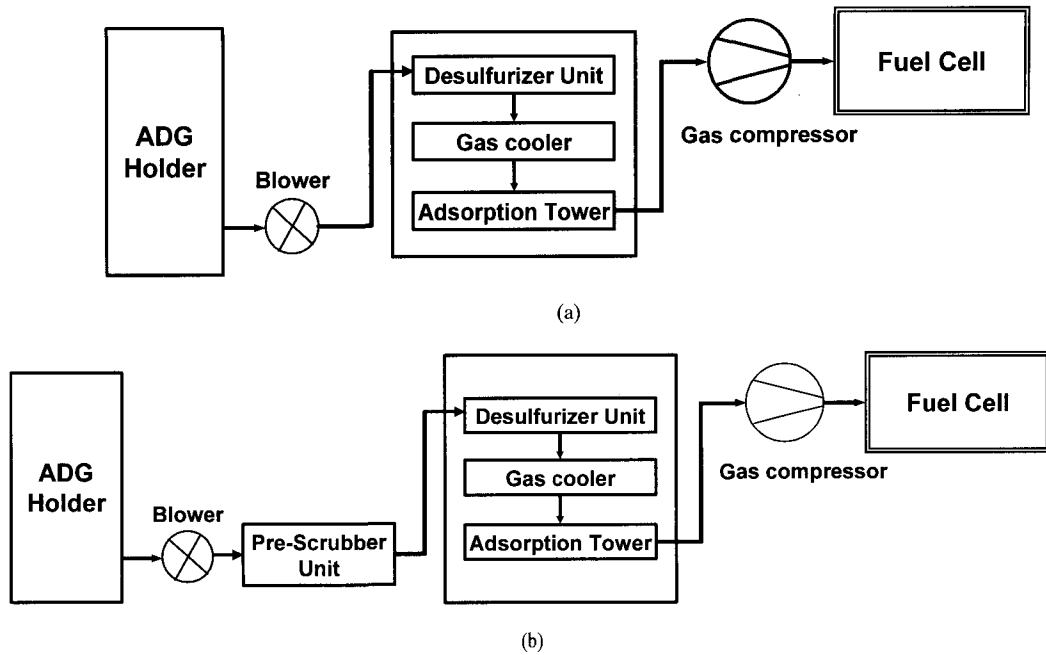 ADG
Holder
Blower
Desulfurizer Unit
Gas cooler
Adsorption Tower
Gas compressor
Fuel Cell
(a)
ADG
Holder
Blower
Pre-Scrubber
Unit
Desulfurizer Unit
Gas cooler
Adsorption Tower
Gas compressor
Fuel Cell
(b)